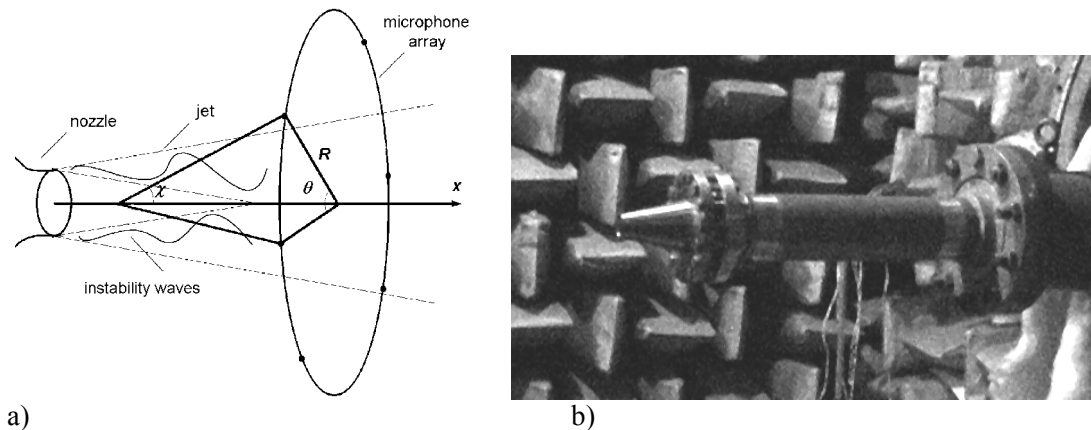 microphone
array
nozzle
jet
R
x
χ
θ
instability waves
a)
b)